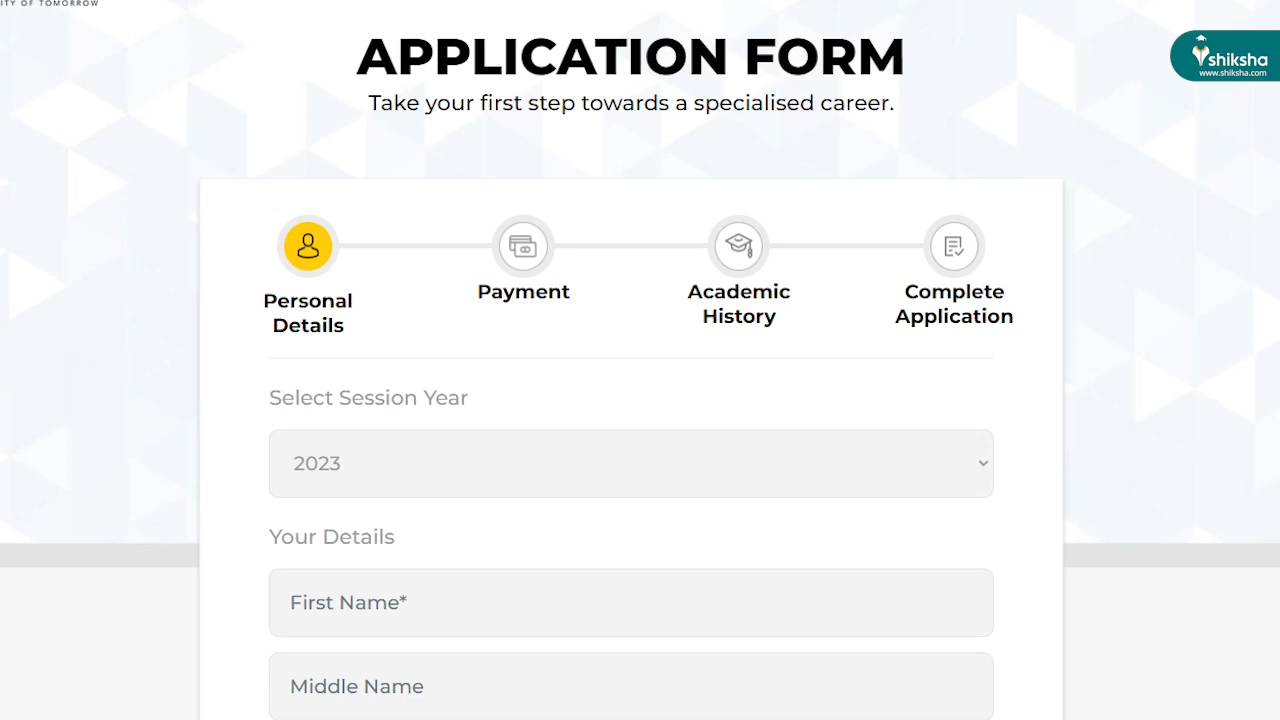 ITY OF TOMORROW
APPLICATION FORM
Take your first step towards a specialised career.
shiksha
www.shiksha.com
Personal
Details
Payment
Academic
History
Complete
Application
Select Session Year
2023
Your Details
First Name*
Middle Name